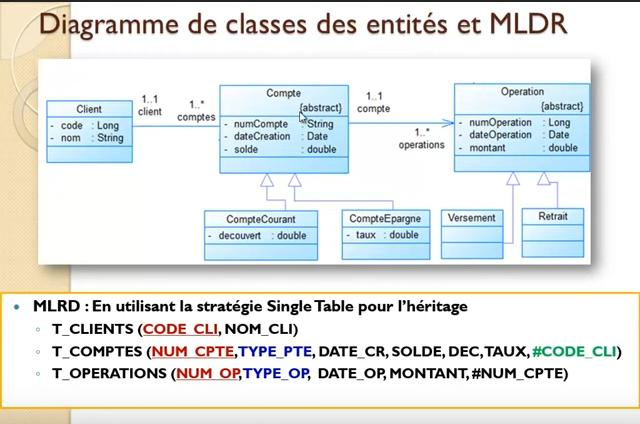 Diagramme de classes des entités et MLDR
Client
- code : Long
- nom : String
1..1
client
1..*
comptes
Compte
{abstract}
- numCompte : String
- dateCreation : Date
- solde : double
1..1
compte
1..*
operations
Operation
{abstract}
- numOperation : Long
- dateOperation : Date
- montant : double
CompteCourant
- decouvert : double
CompteEpargne
- taux : double
Versement
Retrait
• MLRD : En utilisant la stratégie Single Table pour l'héritage
◦ T_CLIENTS (CODE_CLI, NOM_CLI)
◦ T_COMPTES (NUM_CPTE,TYPE_PTE, DATE_CR, SOLDE, DEC, TAUX, #CODE_CLI)
◦ T_OPERATIONS (NUM_OP,TYPE_OP, DATE_OP, MONTANT, #NUM_CPTE)